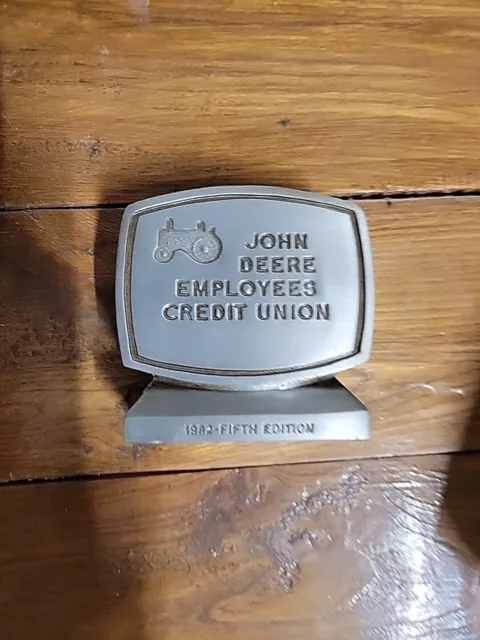 JOHN
DEERE
EMPLOYEES
CREDIT UNION
1982-FIFTH EDITION